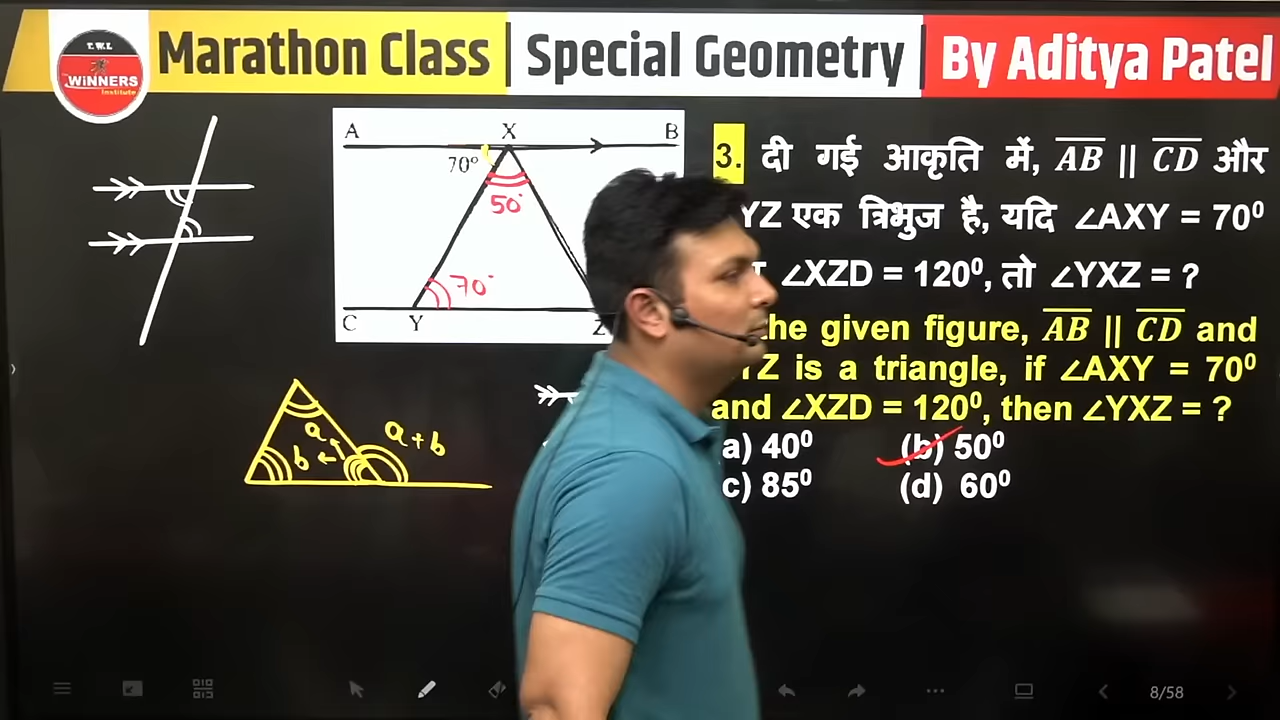 T.W.L
WINNERS
Institute
Marathon Class | Special Geometry By Aditya Patel
A X B
70°
50°
70°
C Y Z
a
b
a+b
3. दी गई आकृति में, AB || CD और
YZ एक त्रिभुज है, यदि ∠AXY = 70⁰
∠XZD = 120⁰, तो ∠YXZ = ?
he given figure, AB || CD and
YZ is a triangle, if ∠AXY = 70⁰
and ∠XZD = 120⁰, then ∠YXZ = ?
a) 40⁰ (b) 50⁰
c) 85⁰ (d) 60⁰
8/58